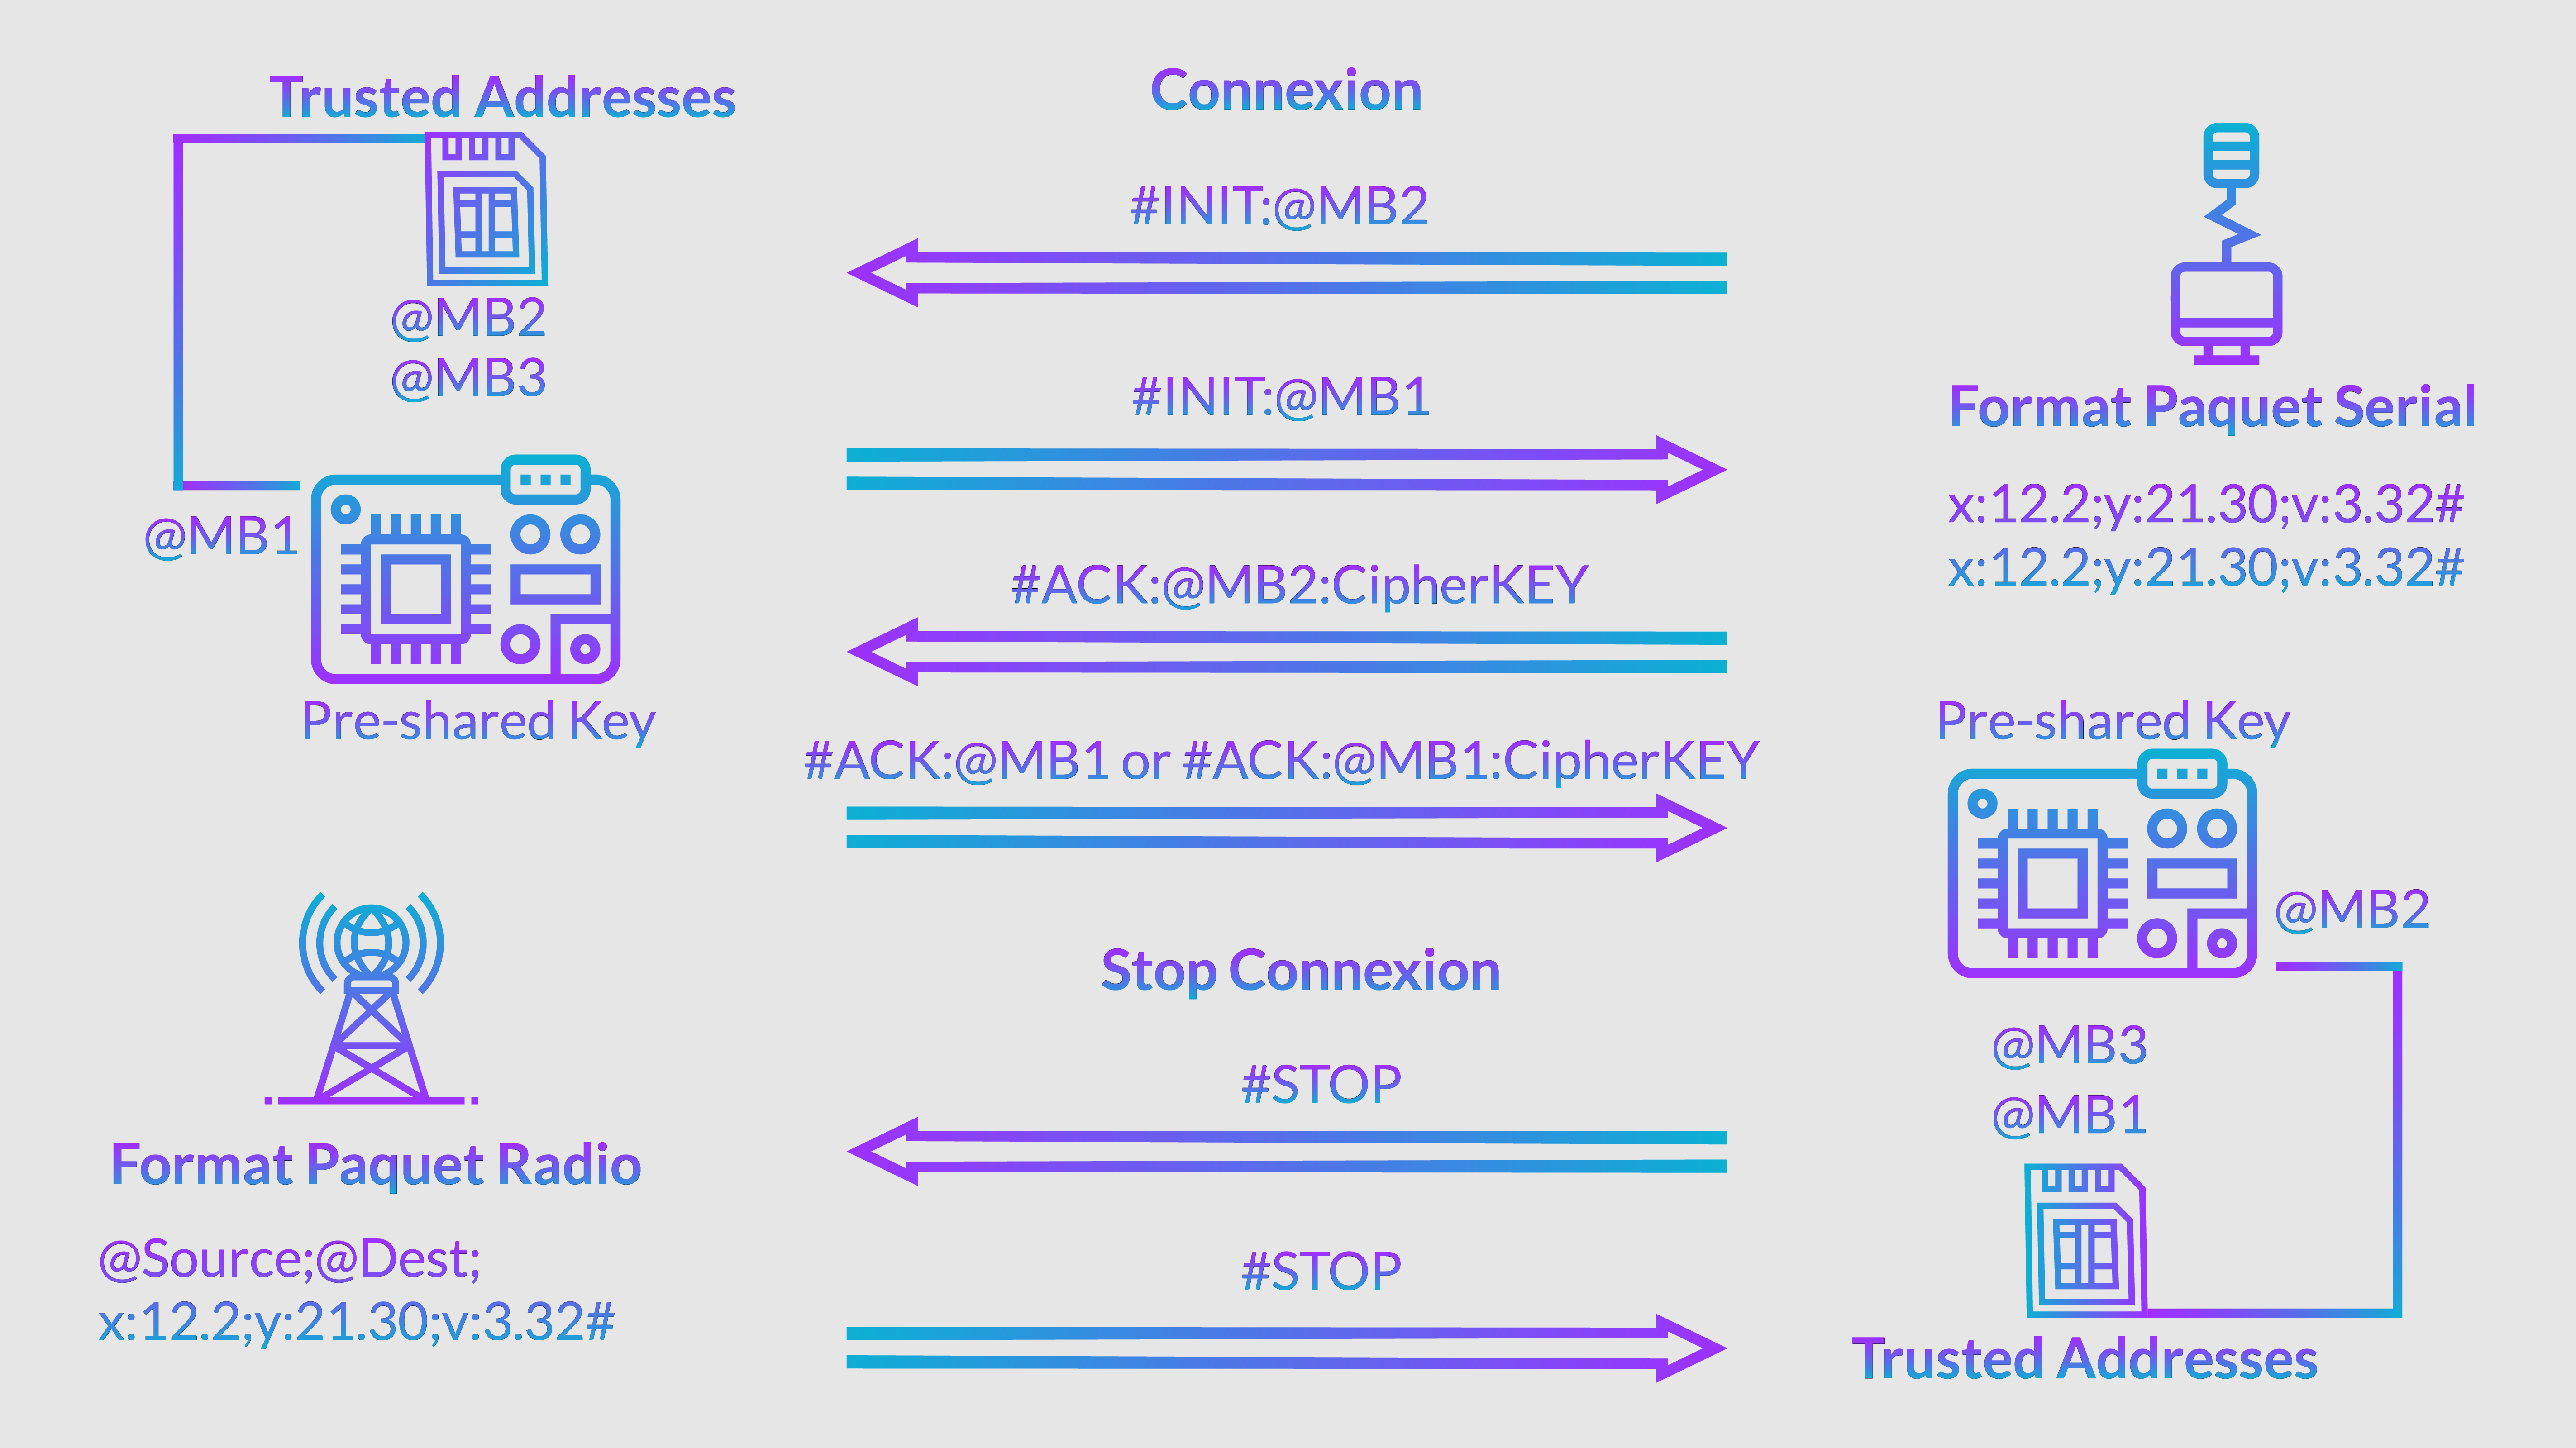 Trusted Addresses
@MB2
@MB3
@MB1
Pre-shared Key
Format Paquet Radio
@Source;@Dest;
x:12.2;y:21.30;v:3.32#
Connexion
#INIT:@MB2
#INIT:@MB1
#ACK:@MB2:CipherKEY
#ACK:@MB1 or #ACK:@MB1:CipherKEY
Stop Connexion
#STOP
#STOP
Format Paquet Serial
x:12.2;y:21.30;v:3.32#
x:12.2;y:21.30;v:3.32#
Pre-shared Key
@MB2
@MB3
@MB1
Trusted Addresses